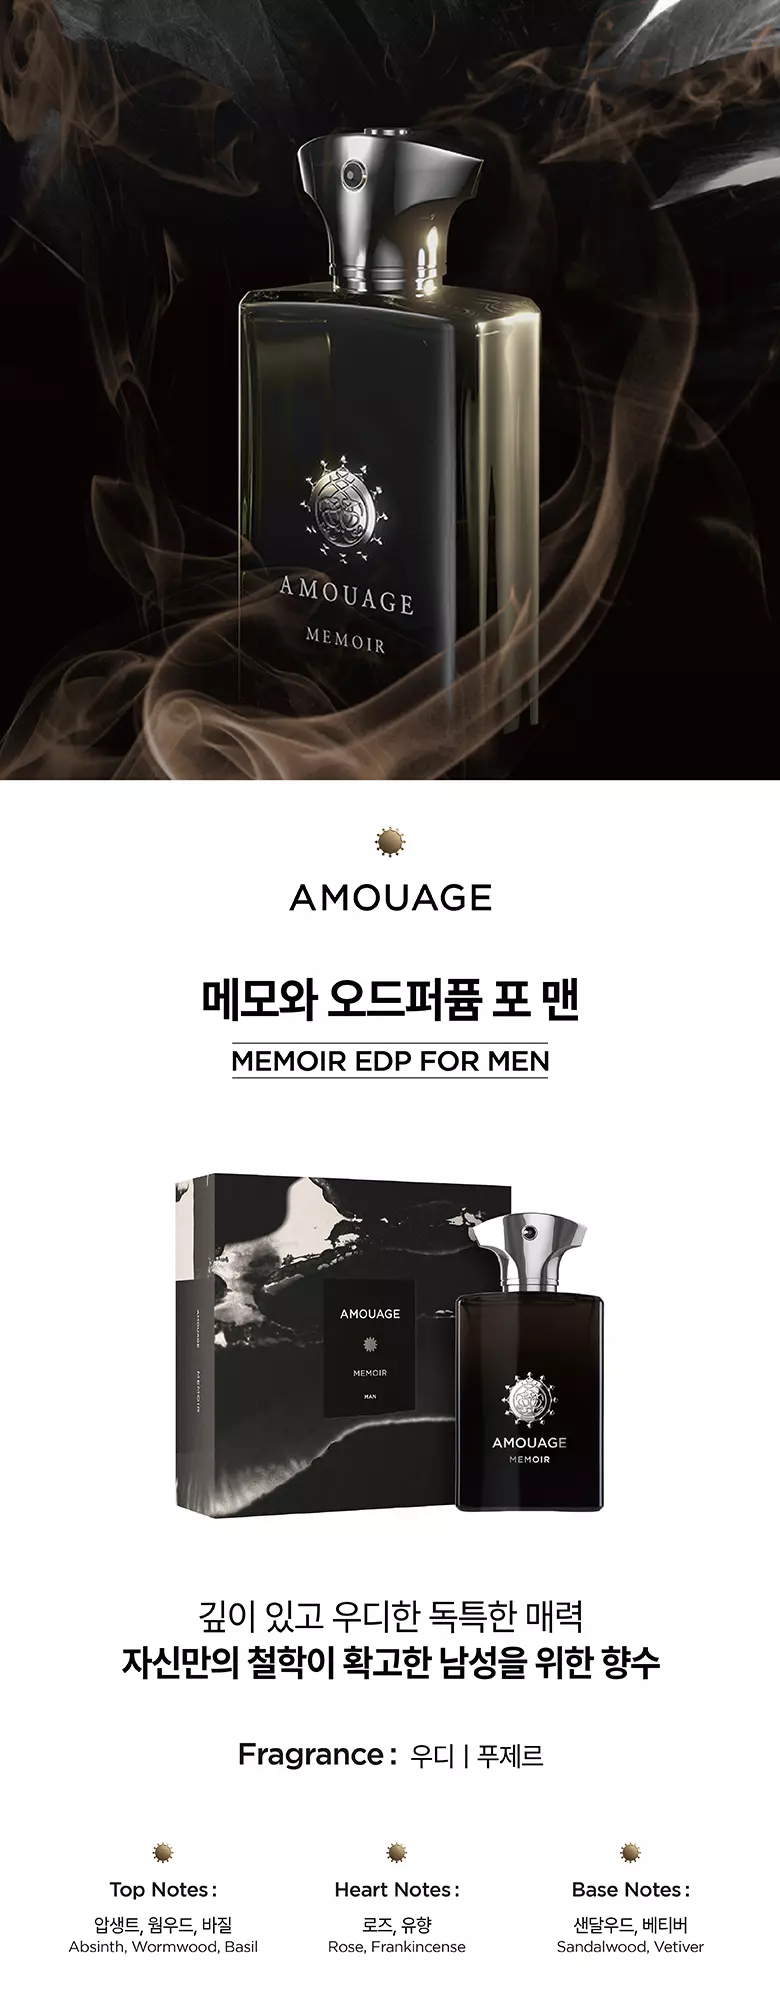 AMOUAGE
MEMOIR
AMOUAGE
메모와 오드퍼퓸 포 맨
MEMOIR EDP FOR MEN
AMOUAGE
MEMOIR
AMOUAGE
MEMOIR
MAN
AMOUAGE
MEMOIR
깊이 있고 우디한 독특한 매력
자신만의 철학이 확고한 남성을 위한 향수
Fragrance : 우디 | 푸제르
Top Notes :
압생트, 웜우드, 바질
Absinth, Wormwood, Basil
Heart Notes :
로즈, 유향
Rose, Frankincense
Base Notes :
샌달우드, 베티버
Sandalwood, Vetiver